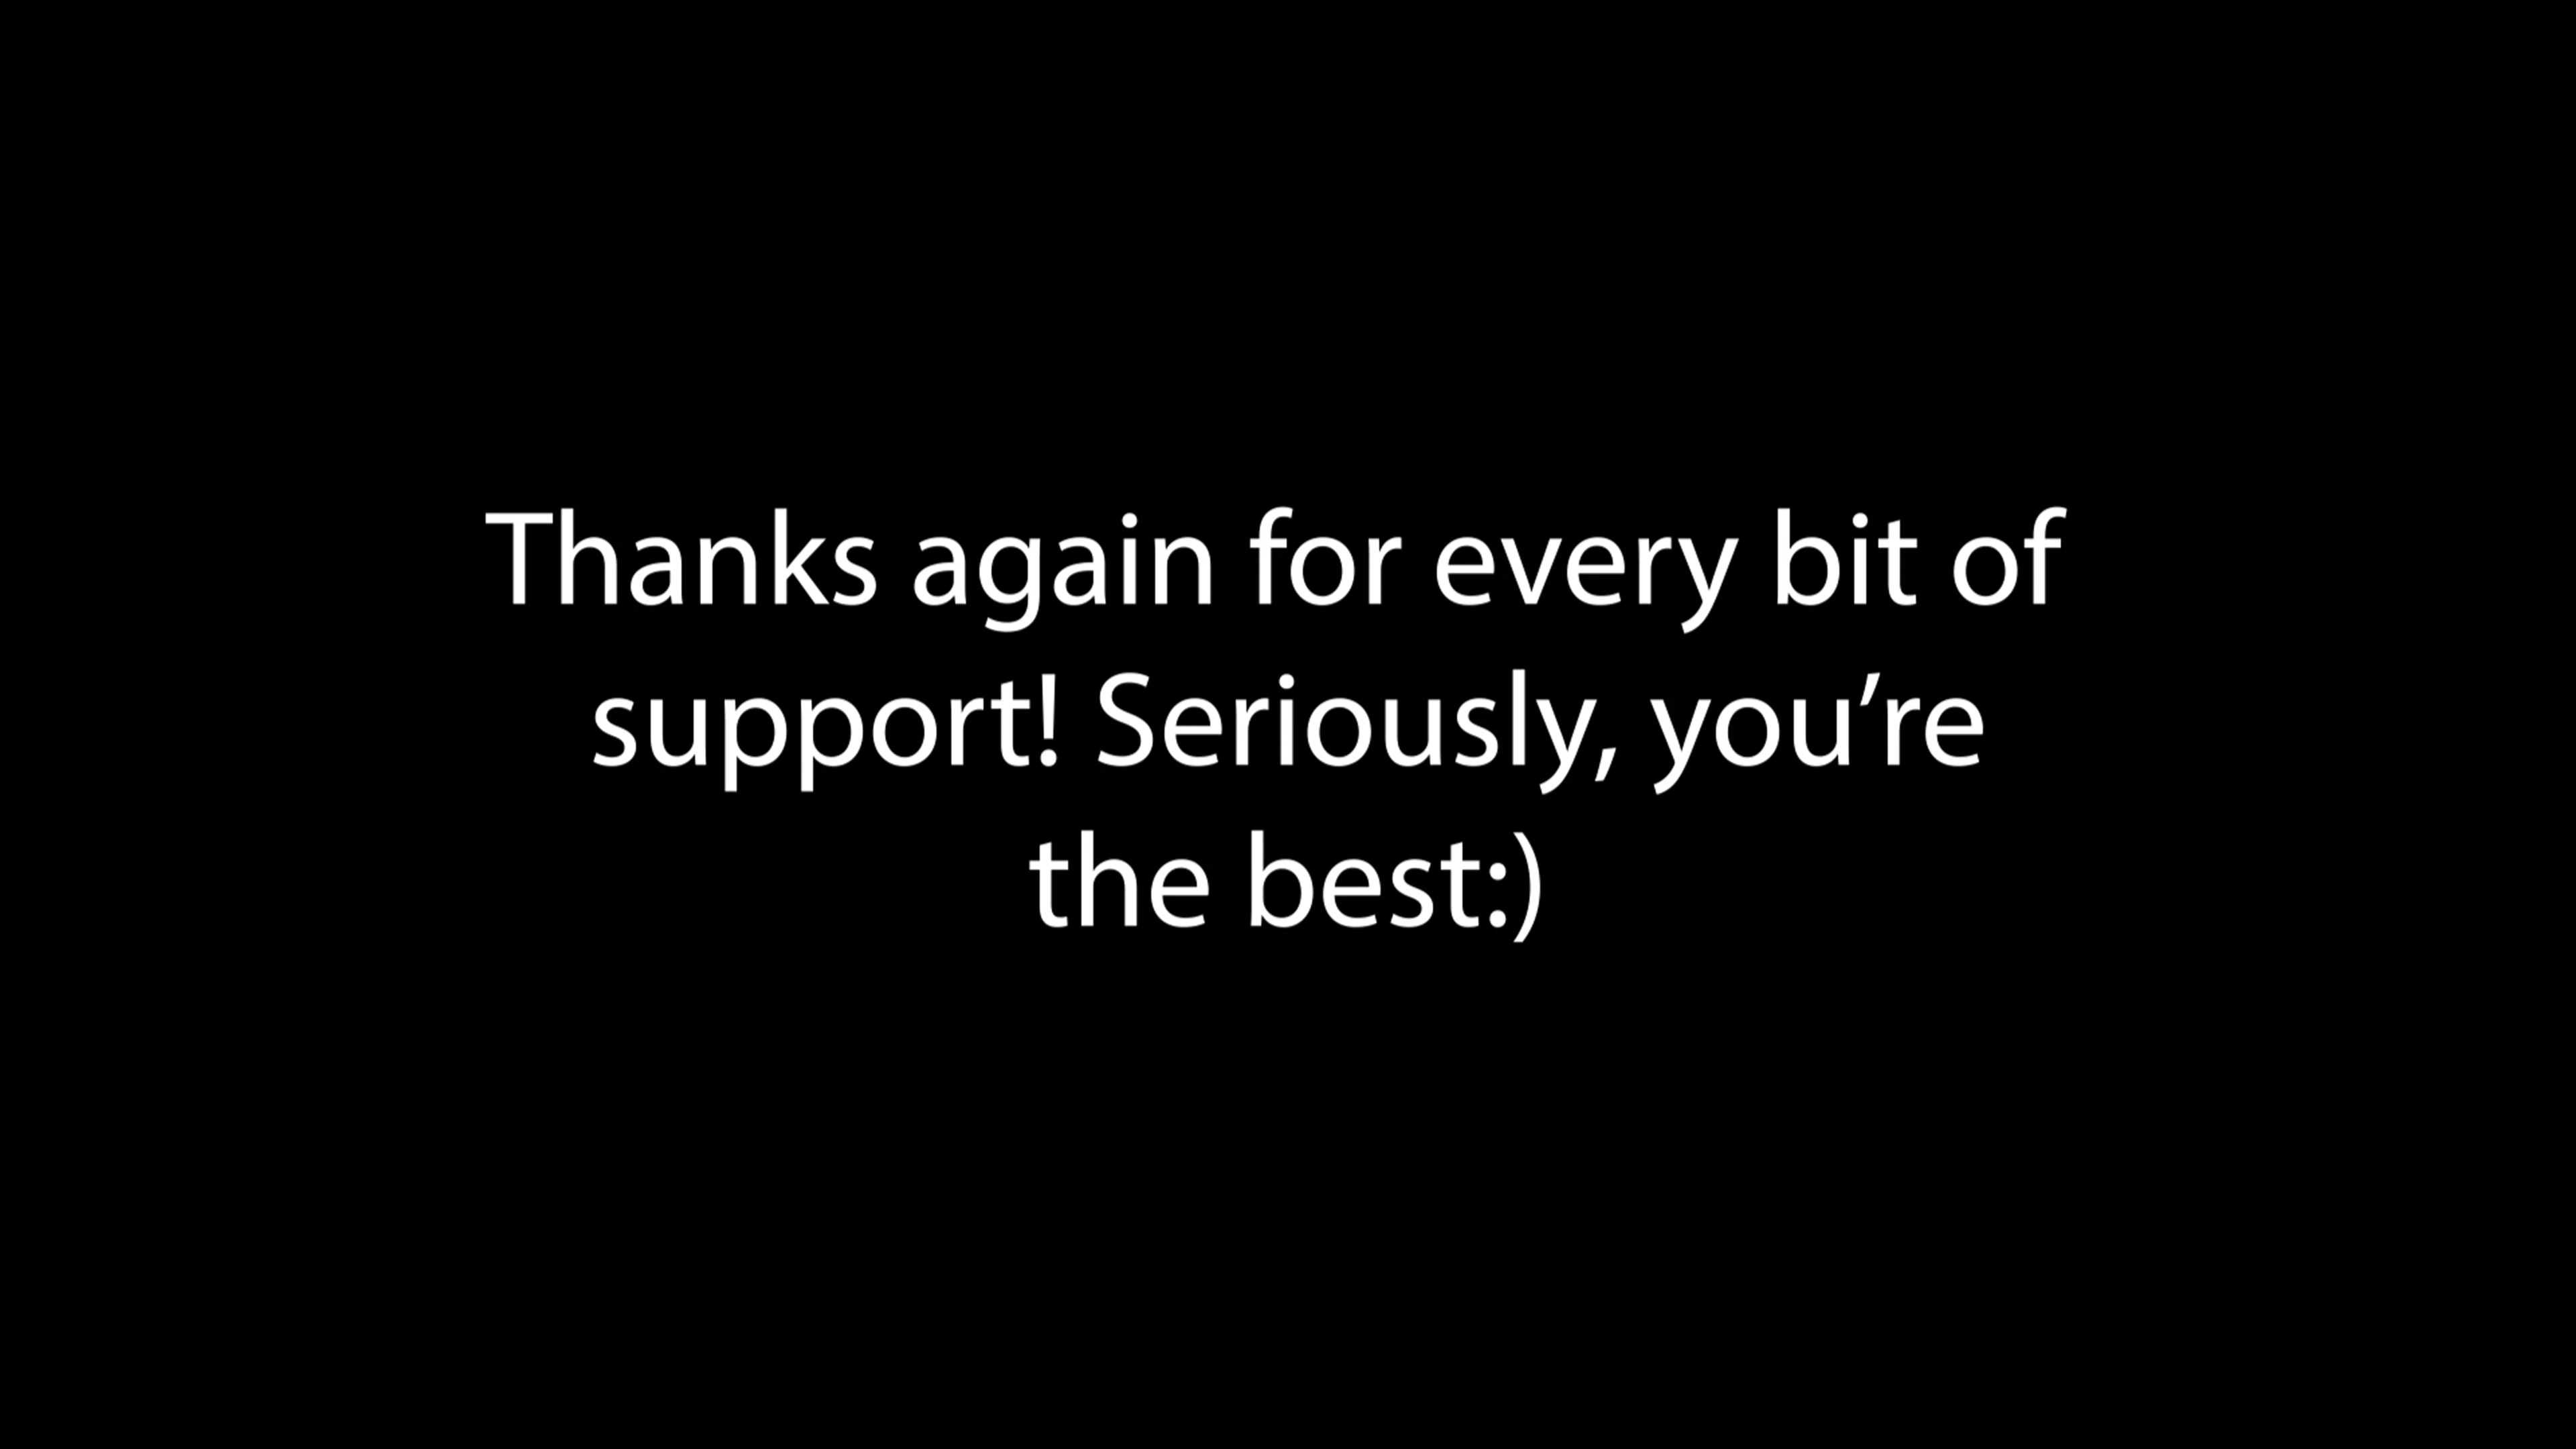 Thanks again for every bit of
support! Seriously, you’re
the best:)